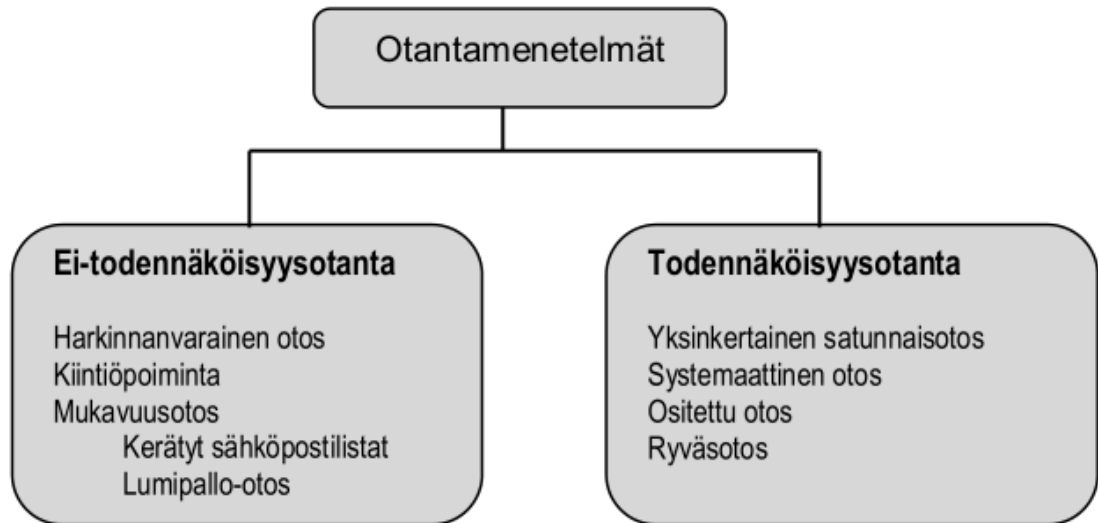 Otantamenetelmät
Ei-todennäköisyysotanta
Harkinnanvarainen otos
Kiintiöpoiminta
Mukavuusotos
Kerätyt sähköpostilistat
Lumipallo-otos
Todennäköisyysotanta
Yksinkertainen satunnaisotos
Systemaattinen otos
Ositettu otos
Ryväsotos